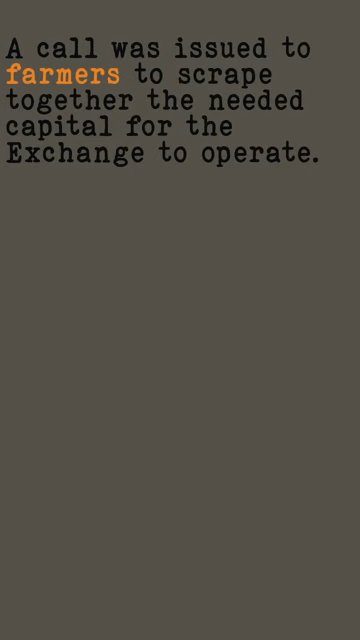 A call was issued to
farmers to scrape
together the needed
capital for the
Exchange to operate.